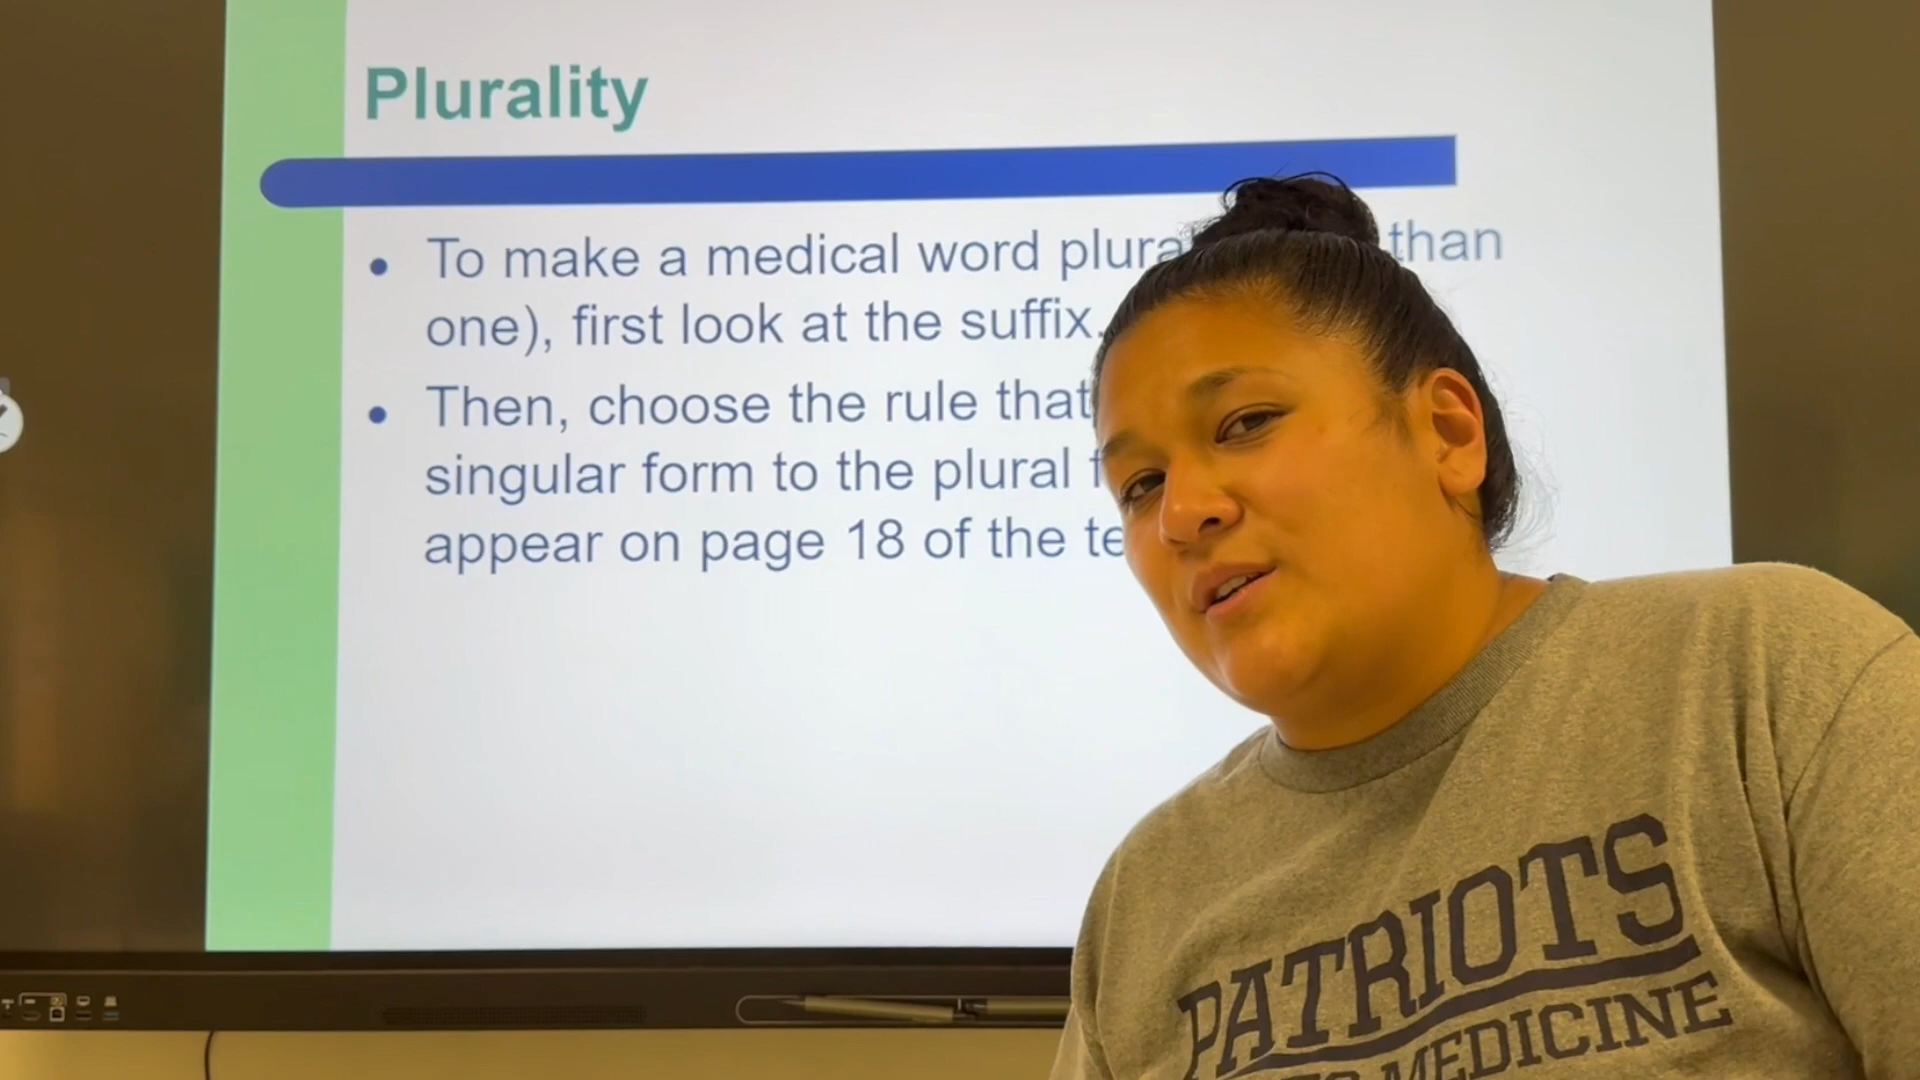 Plurality
To make a medical word plura than
one), first look at the suffix.
Then, choose the rule that
singular form to the plural
appear on page 18 of the
PATRIOTS
MEDICINE